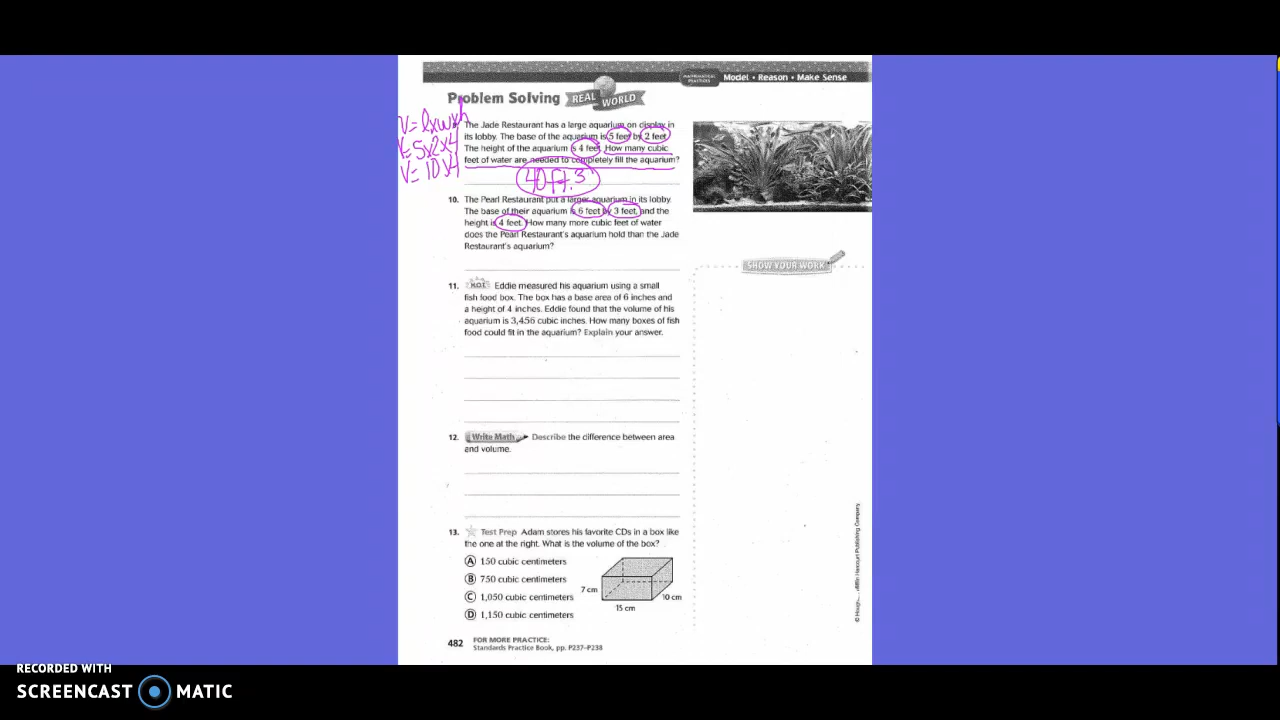 MATHEMATICAL PRACTICES Model • Reason • Make Sense
Problem Solving REAL WORLD
V= lxwxh
V= 5x2x4
V= 10x4
The Jade Restaurant has a large aquarium on display in
its lobby. The base of the aquarium is 5 feet by 2 feet.
The height of the aquarium is 4 feet. How many cubic
feet of water are needed to completely fill the aquarium?
40ft.3
10. The Pearl Restaurant put a larger aquarium in its lobby.
The base of their aquarium is 6 feet by 3 feet, and the
height is 4 feet. How many more cubic feet of water
does the Pearl Restaurant's aquarium hold than the Jade
Restaurant's aquarium?
SHOW YOUR WORK
11. H.O.T. Eddie measured his aquarium using a small
fish food box. The box has a base area of 6 inches and
a height of 4 inches. Eddie found that the volume of his
aquarium is 3,456 cubic inches. How many boxes of fish
food could fit in the aquarium? Explain your answer.
12. Write Math Describe the difference between area
and volume.
13. Test Prep Adam stores his favorite CDs in a box like
the one at the right. What is the volume of the box?
A 150 cubic centimeters
B 750 cubic centimeters
C 1,050 cubic centimeters
D 1,150 cubic centimeters
7 cm
10 cm
15 cm
Harcourt Publishing Company
482 FOR MORE PRACTICE:
Standards Practice Book, pp. P237–P238
RECORDED WITH
SCREENCAST MATIC